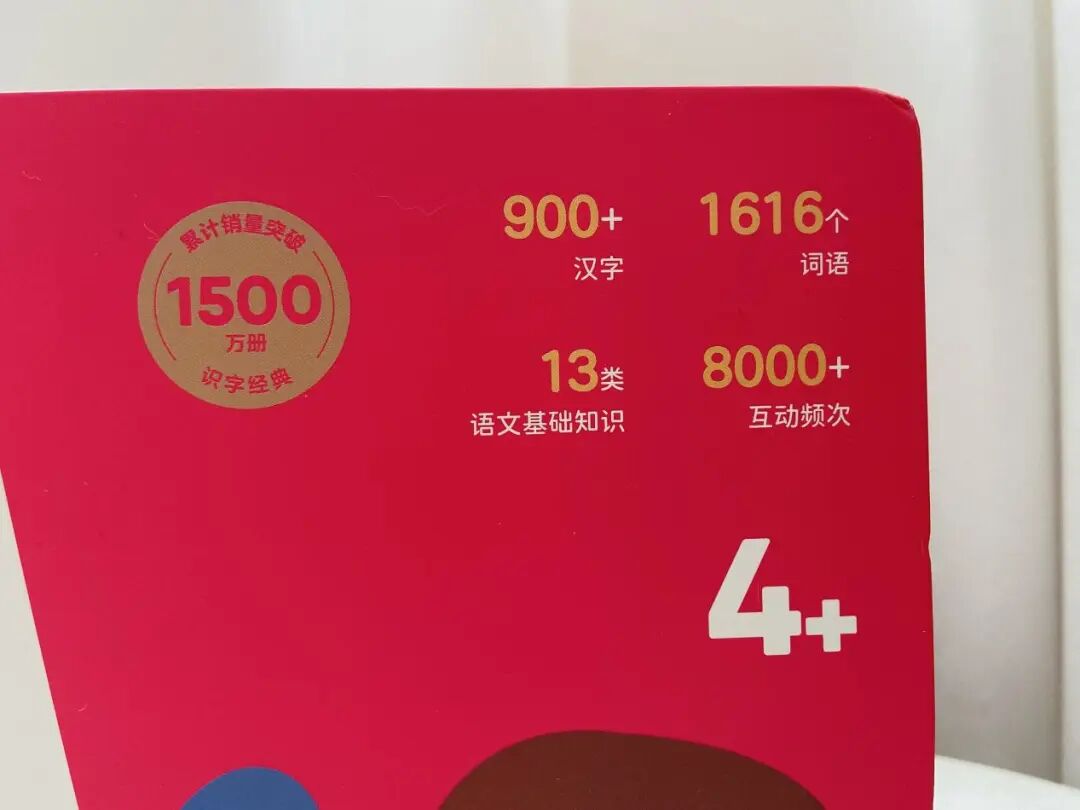 累计销量突破
1500
万册
识字经典
900+
汉字
1616个
词语
13类
语文基础知识
8000+
互动频次
4+